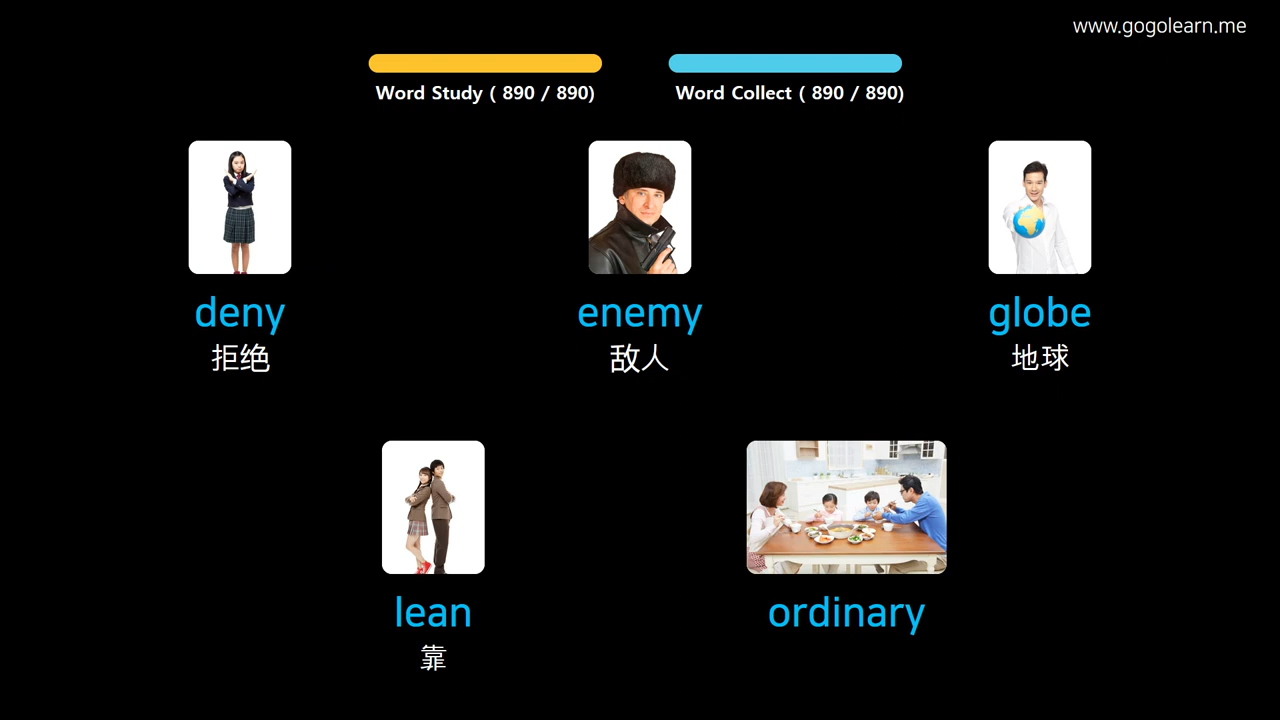 www.gogolearn.me
Word Study ( 890 / 890)
Word Collect ( 890 / 890)
deny
拒绝
enemy
敌人
globe
地球
lean
靠
ordinary